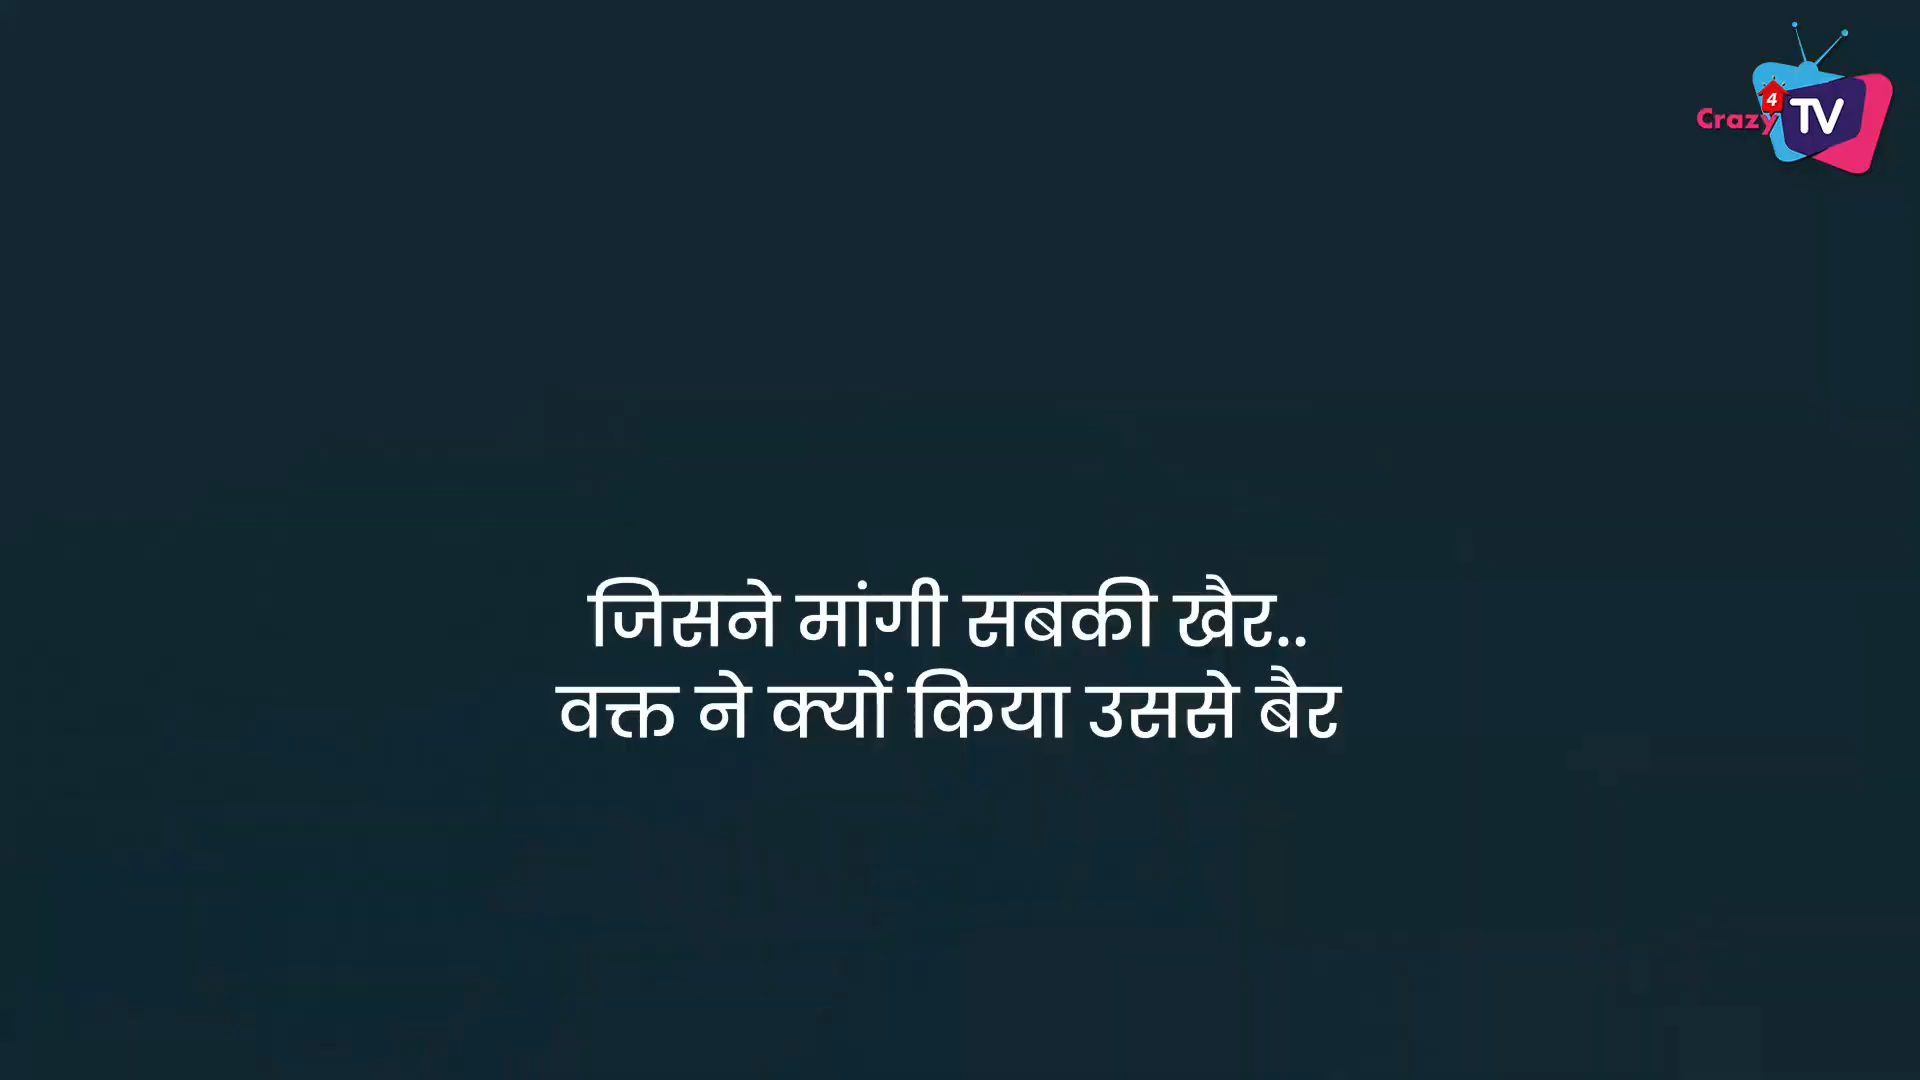 Crazy 4 TV
जिसने मांगी सबकी खैर..
वक्त ने क्यों किया उससे बैर